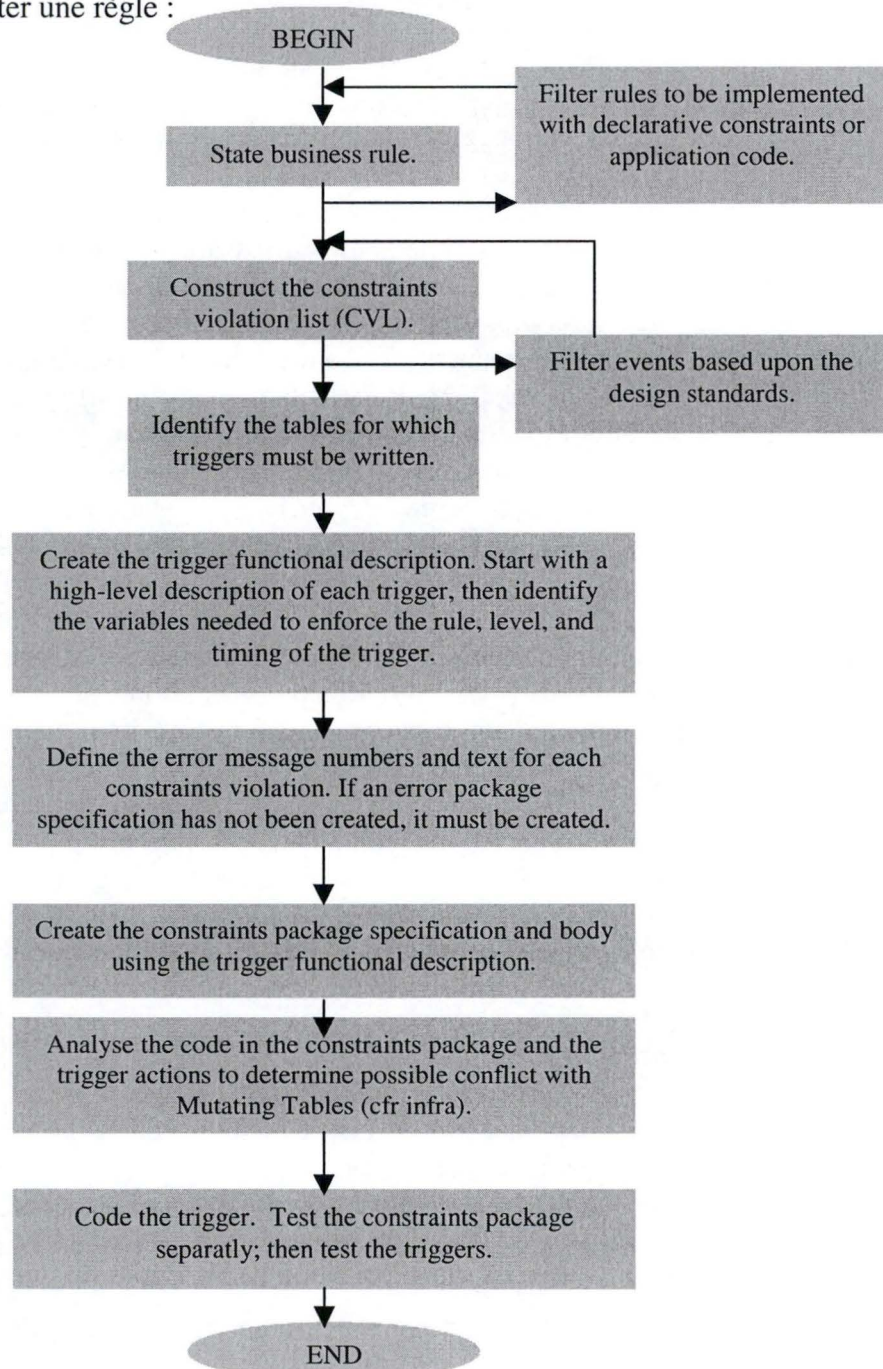 ter une règle :
BEGIN
Filter rules to be implemented
with declarative constraints or
application code.
State business rule.
Construct the constraints
violation list (CVL).
Filter events based upon the
design standards.
Identify the tables for which
triggers must be written.
Create the trigger functional description. Start with a
high-level description of each trigger, then identify
the variables needed to enforce the rule, level, and
timing of the trigger.
Define the error message numbers and text for each
constraints violation. If an error package
specification has not been created, it must be created.
Create the constraints package specification and body
using the trigger functional description.
Analyse the code in the constraints package and the
trigger actions to determine possible conflict with
Mutating Tables (cfr infra).
Code the trigger. Test the constraints package
separatly; then test the triggers.
END